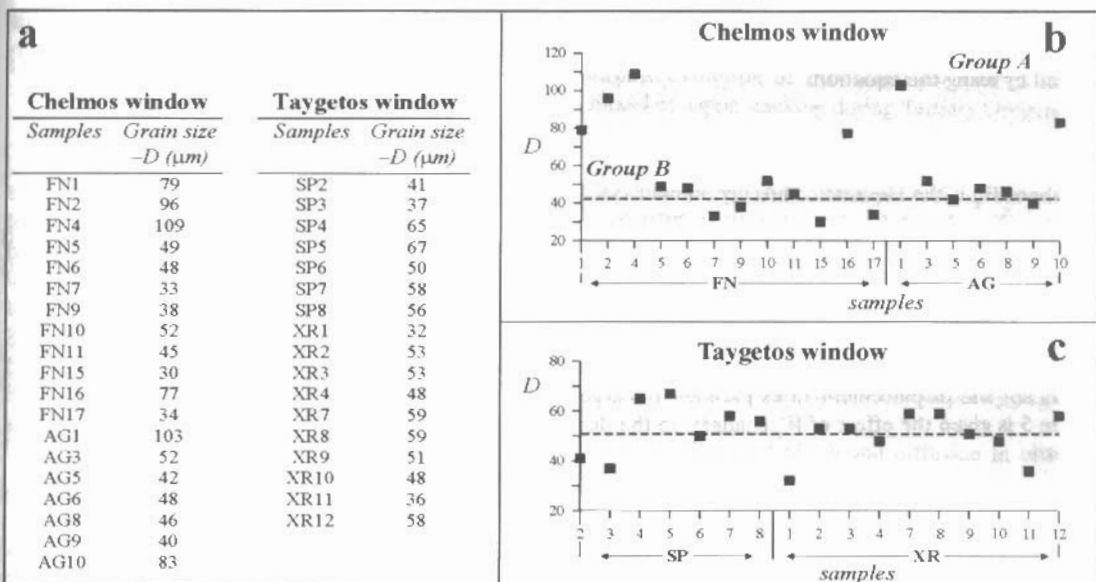 a
Chelmos window Taygetos window
Samples Grain size Samples Grain size
–D (µm) –D (µm)
FN1 79 SP2 41
FN2 96 SP3 37
FN4 109 SP4 65
FN5 49 SP5 67
FN6 48 SP6 50
FN7 33 SP7 58
FN9 38 SP8 56
FN10 52 XR1 32
FN11 45 XR2 53
FN15 30 XR3 53
FN16 77 XR4 48
FN17 34 XR7 59
AG1 103 XR8 59
AG3 52 XR9 51
AG5 42 XR10 48
AG6 48 XR11 36
AG8 46 XR12 58
AG9 40
AG10 83
Chelmos window b
120
Group A
100
80
D
60
Group B
40
20
1 2 4 5 6 7 9 10 11 15 16 17 1 3 5 6 8 9 10
FN AG
samples
Taygetos window c
80
D
60
40
20
2 3 4 5 6 7 8 1 2 3 4 7 8 9 10 11 12
SP XR
samples